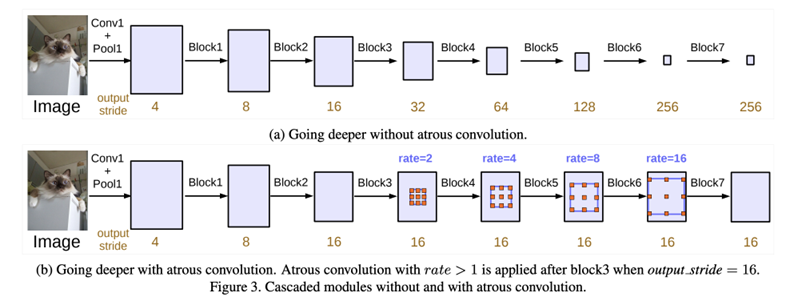 Conv1
+
Pool1
Block1 Block2 Block3 Block4 Block5 Block6 Block7
Image
output
stride
4 8 16 32 64 128 256 256
(a) Going deeper without atrous convolution.
rate=2 rate=4 rate=8 rate=16
Conv1
+
Pool1
Block1 Block2 Block3 Block4 Block5 Block6 Block7
Image
output
stride
4 8 16 16 16 16 16 16
(b) Going deeper with atrous convolution. Atrous convolution with rate > 1 is applied after block3 when output_stride = 16.
Figure 3. Cascaded modules without and with atrous convolution.